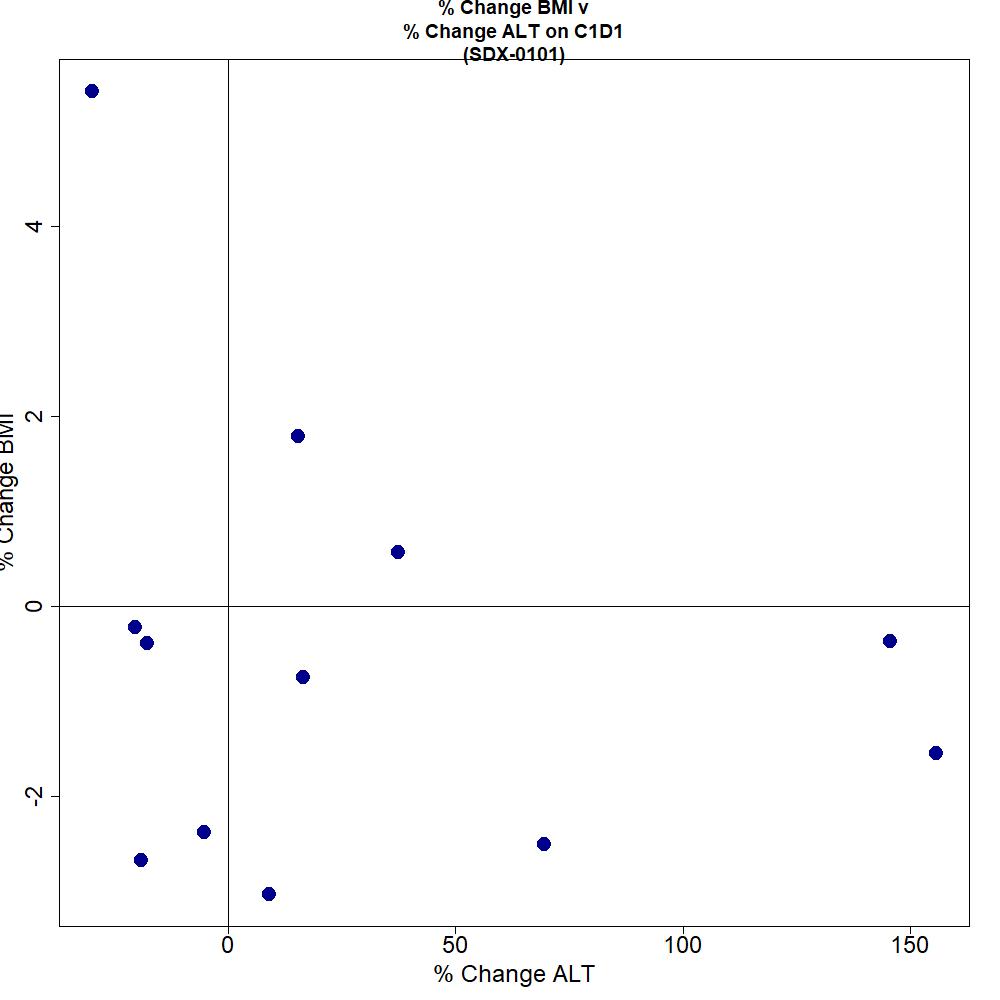 % Change BMI v
% Change ALT on C1D1
(SDX-0101)
4
2
0
-2
% Change BMI
0
50
100
150
% Change ALT